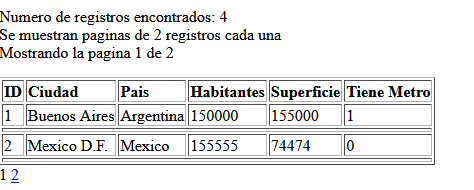 Numero de registros encontrados: 4
Se muestran paginas de 2 registros cada una
Mostrando la pagina 1 de 2
ID Ciudad Pais Habitantes Superficie Tiene Metro
1 Buenos Aires Argentina 150000 155000 1
2 Mexico D.F. Mexico 155555 74474 0
1 2